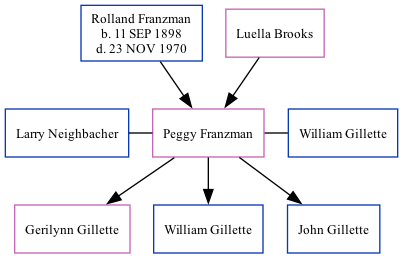 Rolland Franzman
b. 11 SEP 1898
d. 23 NOV 1970
Luella Brooks
Larry Neighbacher
Peggy Franzman
William Gillette
Gerilynn Gillette
William Gillette
John Gillette